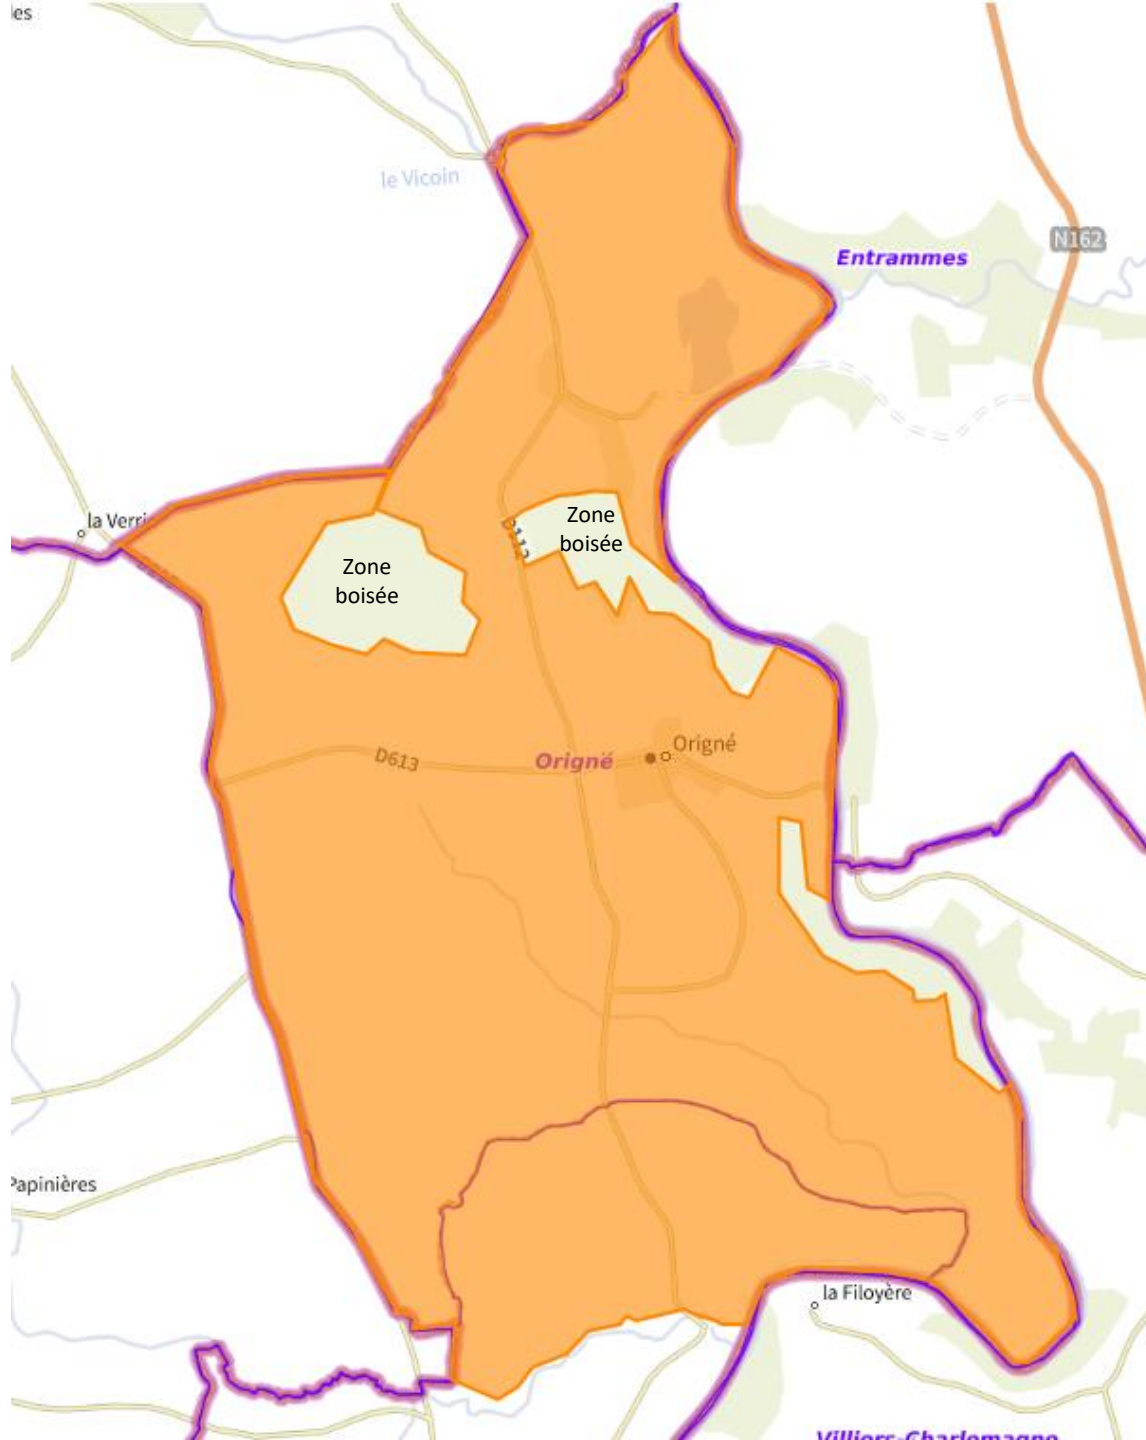 es
le Vicoin
N162
Entrammes
la Verri
Zone
boisée
Zone
boisée
D112
D613
Origné
Origné
Papinières
la Filoyère
Villiers-Charlemagne